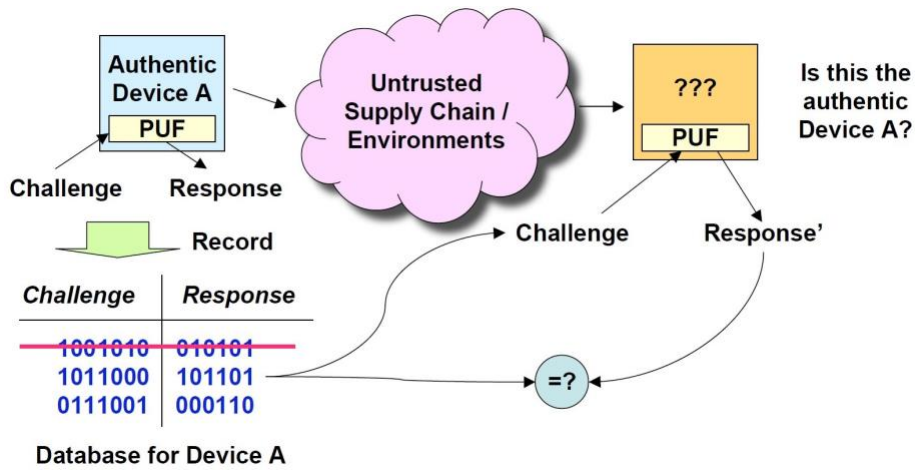 Authentic
Device A
PUF
Challenge
Response
Untrusted
Supply Chain /
Environments
???
PUF
Is this the
authentic
Device A?
Challenge
Response’
Record
Challenge Response
1001010 010101
1011000 101101
0111001 000110
=?
Database for Device A